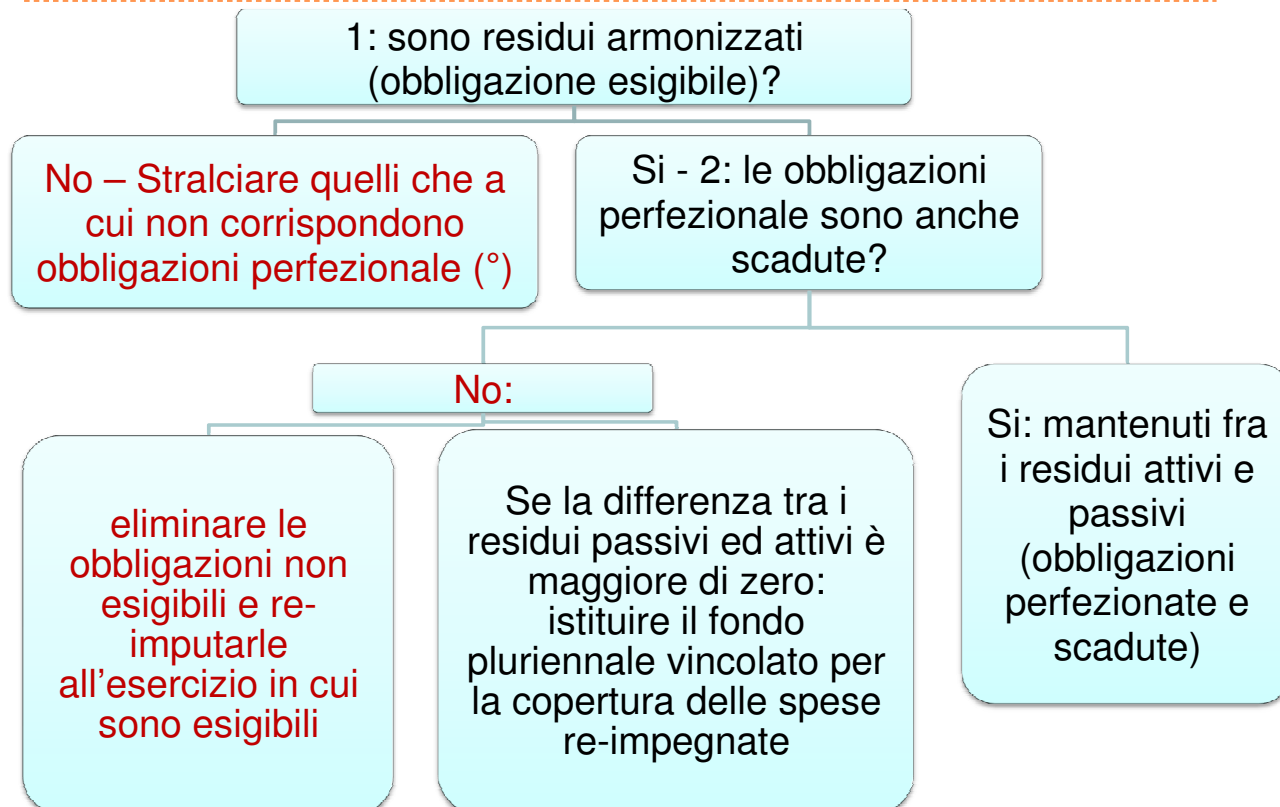 1: sono residui armonizzati
(obbligazione esigibile)?
No – Stralciare quelli che a
cui non corrispondono
obbligazioni perfezionale (°)
Si - 2: le obbligazioni
perfezionale sono anche
scadute?
No:
eliminare le
obbligazioni non
esigibili e re-
imputarle
all’esercizio in cui
sono esigibili
Se la differenza tra i
residui passivi ed attivi è
maggiore di zero:
istituire il fondo
pluriennale vincolato per
la copertura delle spese
re-impegnate
Si: mantenuti fra
i residui attivi e
passivi
(obbligazioni
perfezionate e
scadute)